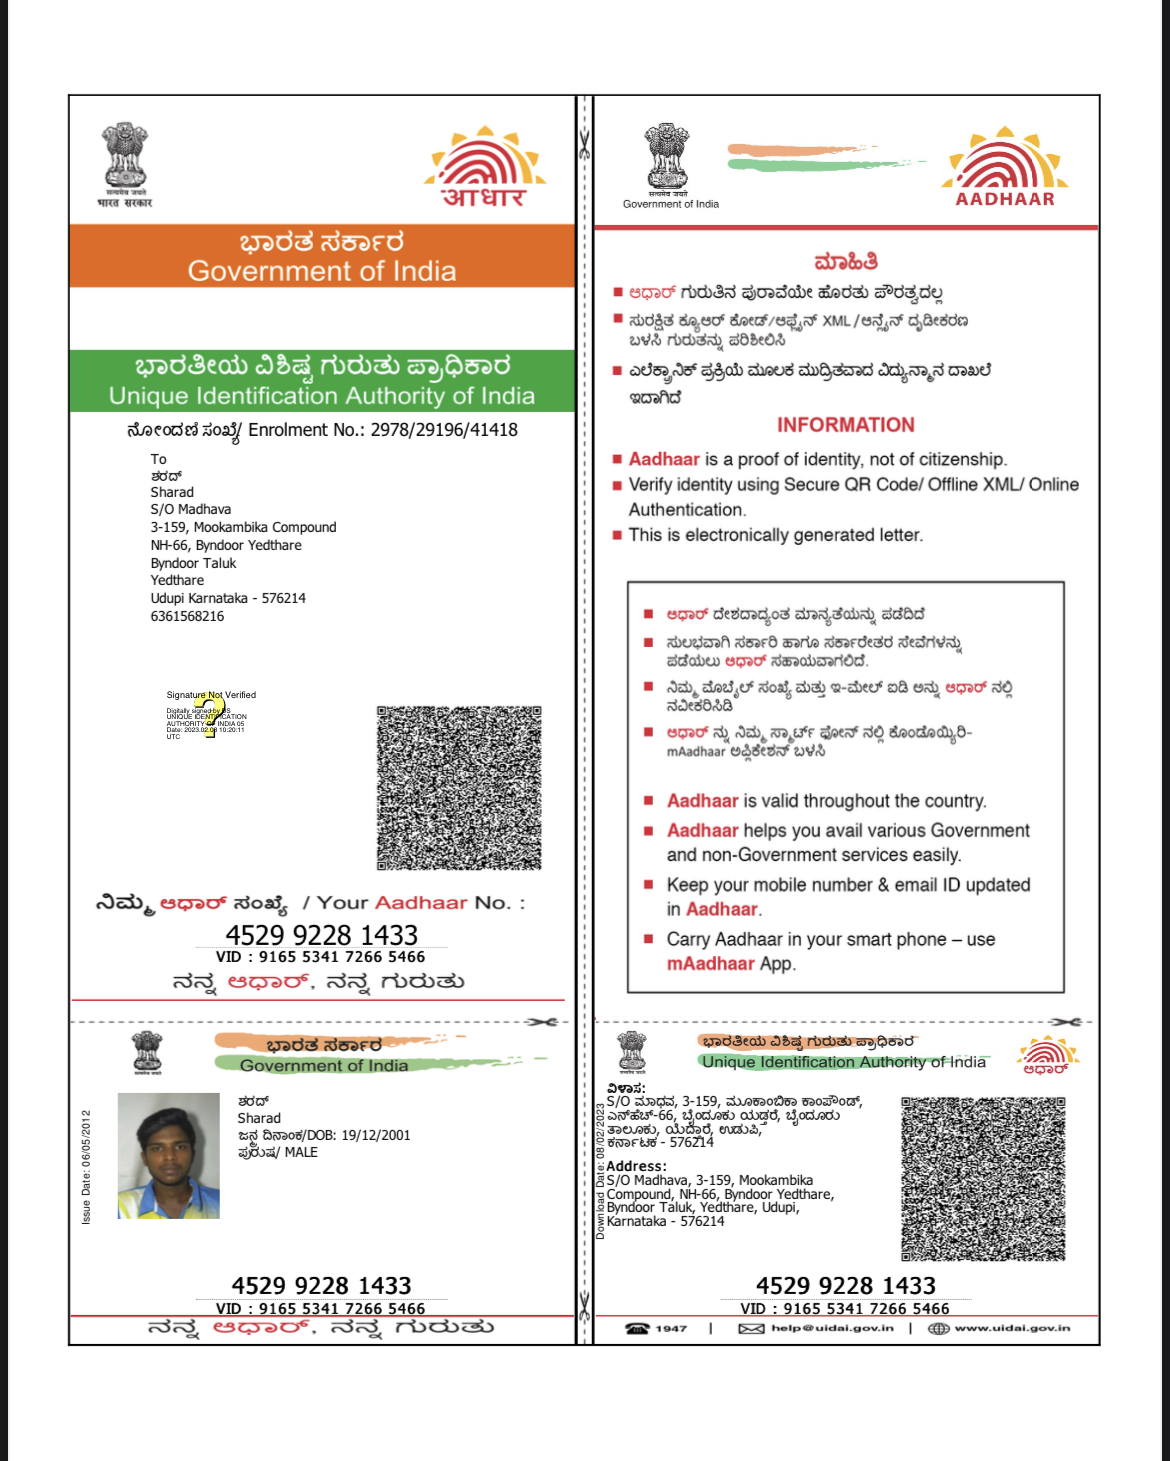 सत्यमेव जयते
भारत सरकार
आधार
ಭಾರತ ಸರ್ಕಾರ
Government of India
ಭಾರತೀಯ ವಿಶಿಷ್ಟ ಗುರುತು ಪ್ರಾಧಿಕಾರ
Unique Identification Authority of India
ನೋಂದಣಿ ಸಂಖ್ಯೆ/ Enrolment No.: 2978/29196/41418
To
ಶರದ್
Sharad
S/O Madhava
3-159, Mookambika Compound
NH-66, Byndoor Yedthare
Byndoor Taluk
Yedthare
Udupi Karnataka - 576214
6361568216
Signature Not Verified
Digitally signed by DS
UNIQUE IDENTIFICATION
AUTHORITY OF INDIA 05
Date: 2023.02.08 10:20:11
UTC
ನಿಮ್ಮ ಆಧಾರ್ ಸಂಖ್ಯೆ / Your Aadhaar No. :
4529 9228 1433
VID : 9165 5341 7266 5466
ನನ್ನ ಆಧಾರ್, ನನ್ನ ಗುರುತು
ಭಾರತ ಸರ್ಕಾರ
Government of India
Issue Date: 06/05/2012
ಶರದ್
Sharad
ಜನ್ಮ ದಿನಾಂಕ/DOB: 19/12/2001
ಪುರುಷ/ MALE
4529 9228 1433
VID : 9165 5341 7266 5466
ನನ್ನ ಆಧಾರ್, ನನ್ನ ಗುರುತು
सत्यमेव जयते
Government of India
AADHAAR
ಮಾಹಿತಿ
ಆಧಾರ್ ಗುರುತಿನ ಪುರಾವೆಯೇ ಹೊರತು ಪೌರತ್ವದಲ್ಲ
ಸುರಕ್ಷಿತ ಕ್ಯೂಆರ್ ಕೋಡ್/ಆಫ್ಲೈನ್ XML/ಆನ್ಲೈನ್ ದೃಢೀಕರಣ
ಬಳಸಿ ಗುರುತನ್ನು ಪರಿಶೀಲಿಸಿ
ಎಲೆಕ್ಟ್ರಾನಿಕ್ ಪ್ರಕ್ರಿಯೆ ಮೂಲಕ ಮುದ್ರಿತವಾದ ವಿದ್ಯುನ್ಮಾನ ದಾಖಲೆ
ಇದಾಗಿದೆ
INFORMATION
Aadhaar is a proof of identity, not of citizenship.
Verify identity using Secure QR Code/ Offline XML/ Online
Authentication.
This is electronically generated letter.
ಆಧಾರ್ ದೇಶದಾದ್ಯಂತ ಮಾನ್ಯತೆಯನ್ನು ಪಡೆದಿದೆ
ಸುಲಭವಾಗಿ ಸರ್ಕಾರಿ ಹಾಗೂ ಸರ್ಕಾರೇತರ ಸೇವೆಗಳನ್ನು
ಪಡೆಯಲು ಆಧಾರ್ ಸಹಾಯವಾಗಲಿದೆ.
ನಿಮ್ಮ ಮೊಬೈಲ್ ಸಂಖ್ಯೆ ಮತ್ತು ಇ-ಮೇಲ್ ಐಡಿ ಅನ್ನು ಆಧಾರ್ ನಲ್ಲಿ
ನವೀಕರಿಸಿಡಿ
ಆಧಾರ್ ನ್ನು ನಿಮ್ಮ ಸ್ಮಾರ್ಟ್ ಫೋನ್ ನಲ್ಲಿ ಕೊಂಡೊಯ್ಯಿರಿ-
mAadhaar ಅಪ್ಲಿಕೇಶನ್ ಬಳಸಿ
Aadhaar is valid throughout the country.
Aadhaar helps you avail various Government
and non-Government services easily.
Keep your mobile number & email ID updated
in Aadhaar.
Carry Aadhaar in your smart phone – use
mAadhaar App.
ಭಾರತೀಯ ವಿಶಿಷ್ಟ ಗುರುತು ಪ್ರಾಧಿಕಾರ
Unique Identification Authority of India
ಆಧಾರ್
Download Date: 08/02/2023
ವಿಳಾಸ:
S/O ಮಾಧವ, 3-159, ಮೂಕಾಂಬಿಕಾ ಕಾಂಪೌಂಡ್,
ಎನ್‌ಹೆಚ್-66, ಬೈಂದೂರು ಯಡ್ತರೆ, ಬೈಂದೂರು
ತಾಲೂಕು, ಯೆದ್ತಾರೆ, ಉಡುಪಿ,
ಕರ್ನಾಟಕ - 576214
Address:
S/O Madhava, 3-159, Mookambika
Compound, NH-66, Byndoor Yedthare,
Byndoor Taluk, Yedthare, Udupi,
Karnataka - 576214
4529 9228 1433
VID : 9165 5341 7266 5466
1947 | help@uidai.gov.in | www.uidai.gov.in